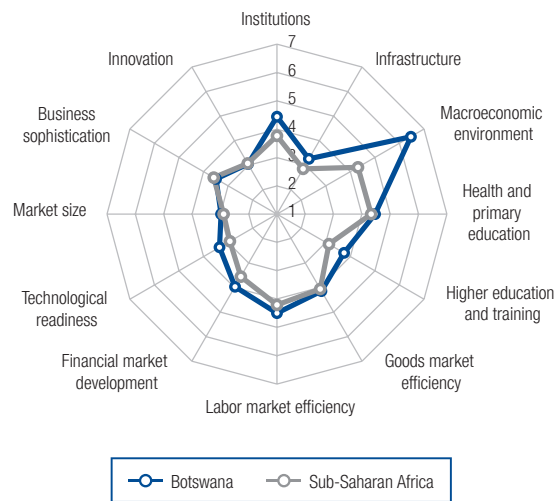 Institutions
Innovation
Infrastructure
Business
sophistication
Macroeconomic
environment
Market size
Health and
primary
education
Technological
readiness
Higher education
and training
Financial market
development
Goods market
efficiency
Labor market efficiency
7
6
5
4
3
2
1
Botswana
Sub-Saharan Africa